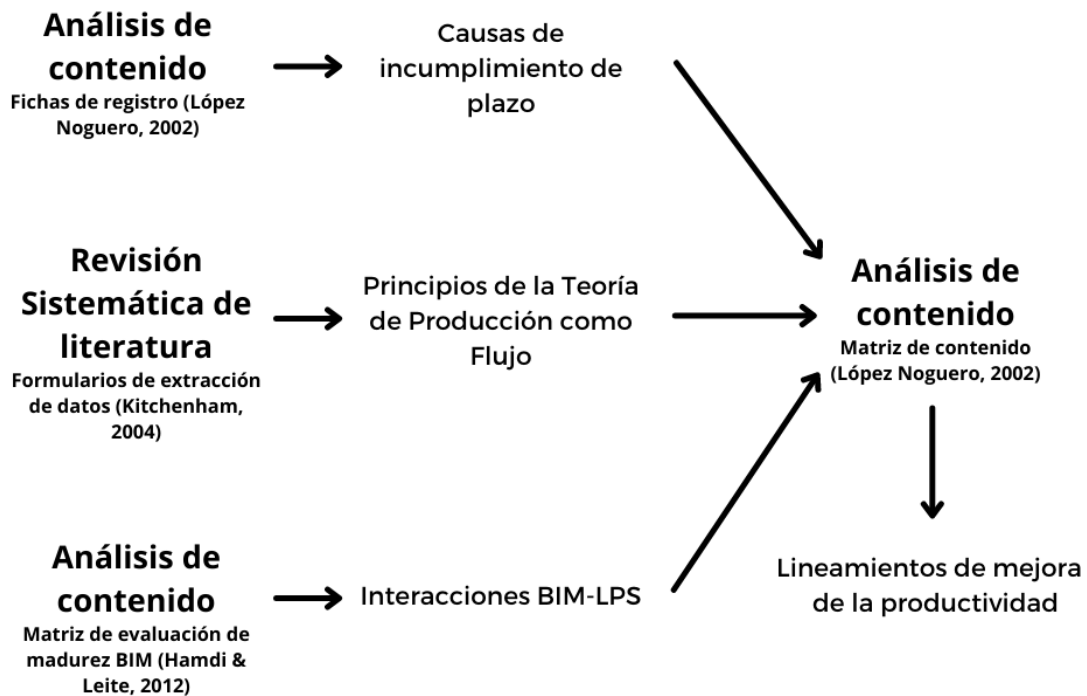 Análisis de
contenido
Fichas de registro (López
Noguero, 2002)
Causas de
incumplimiento de
plazo
Revisión
Sistemática de
literatura
Formularios de extracción
de datos (Kitchenham,
2004)
Principios de la Teoría
de Producción como
Flujo
Análisis de
contenido
Matriz de contenido
(López Noguero, 2002)
Análisis de
contenido
Matriz de evaluación de
madurez BIM (Hamdi &
Leite, 2012)
Interacciones BIM-LPS
Lineamientos de mejora
de la productividad